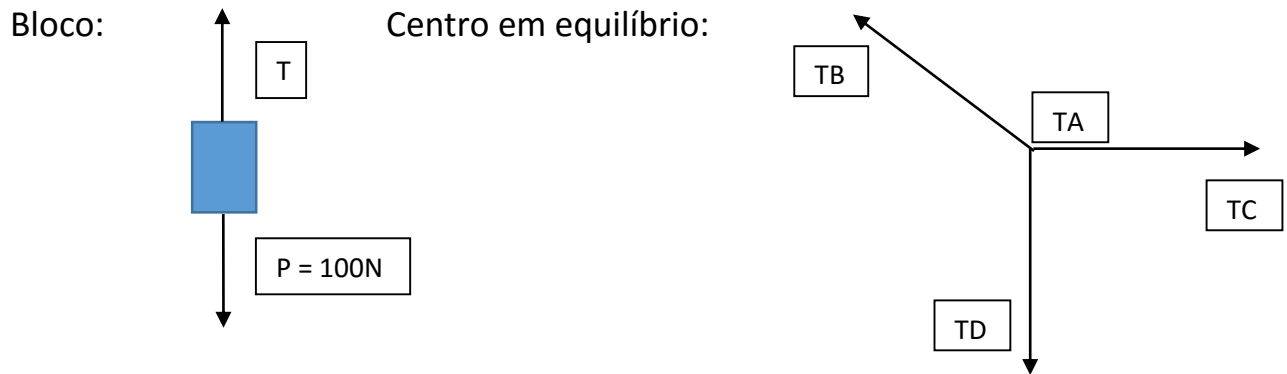 Bloco:
Centro em equilíbrio:
T
TB
TA
TC
P = 100N
TD